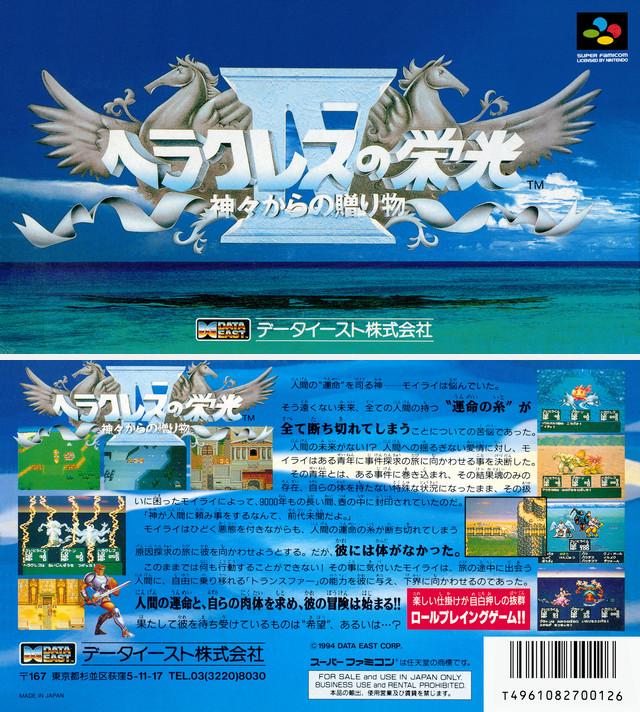 SUPER FAMICOM
LICENSED BY NINTENDO
IV
ヘラクレスの栄光
TM
神々からの贈り物
DATA EAST
データイースト株式会社
IV
ヘラクレスの栄光
TM
神々からの贈り物
人間の"運命"を司る神——モイライは悩んでいた。
そう遠くない未来、全ての人間の持つ"運命の糸"が
全て断ち切れてしまうことについての苦悩であった。
人間の未来がない!? 人間への揺るぎない愛情に対し、モ
イライはある青年に事件探求の旅に向かわせる事を決断した。
その青年とは、ある事件に巻き込まれ、その結果魂のみの
存在、自らの体を持たない特殊な状況になったまま、その扱
いに困ったモイライによって、9000年もの長い間、壺の中に封印されていたのだ。
「神が人間に頼み事をするなんて、前代未聞だよ。」
モイライはひどく悪態を付きながらも、人間の運命の糸が断ち切れてしまう
原因探求の旅に彼を向かわせようとする。だが、彼には体がなかった。
このままでは何も行動することができない! その事に気付いたモイライは、旅の途中に出会う
人間に、自由に乗り移れる「トランスファー」の能力を彼に与え、下界に向かわせるのであった。
人間の運命と、自らの肉体を求め、彼の冒険は始まる!!
果たして彼を待ち受けているものは"希望"、あるいは…?
楽しい仕掛けが目白押しの抜群
ロールプレイングゲーム!!
DATA EAST
データイースト株式会社
〒167 東京都杉並区荻窪5-11-17 TEL.03(3220)8030
MADE IN JAPAN
©1994 DATA EAST CORP.
スーパーファミコンは任天堂の商標です。
FOR SALE and USE IN JAPAN ONLY.
BUSINESS USE and RENTAL PROHIBITED.
本品の輸出、使用営業及び賃貸を禁じます。
T4961082700126